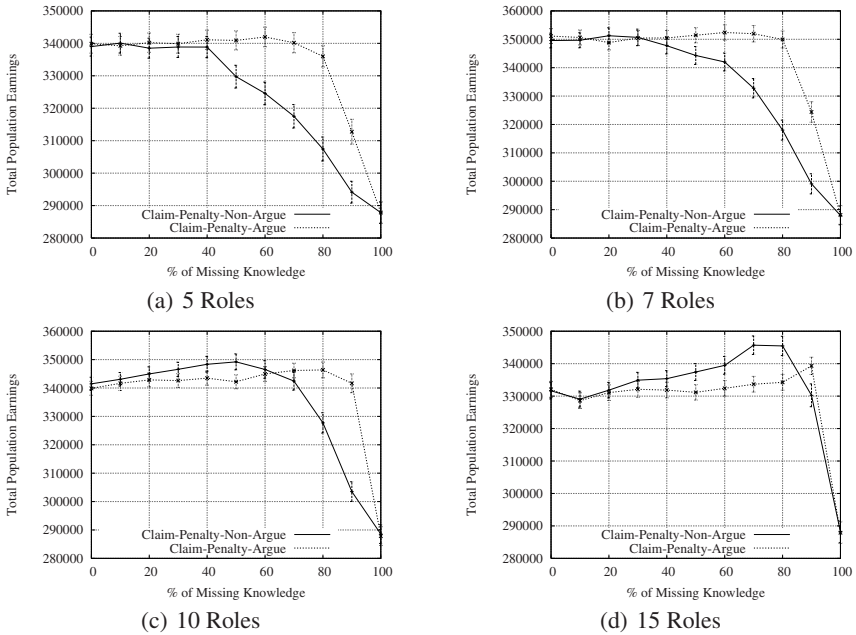 350000
340000
330000
320000
310000
300000
290000
280000
Total Population Earnings
Claim-Penalty-Non-Argue
Claim-Penalty-Argue
0 20 40 60 80 100
% of Missing Knowledge
(a) 5 Roles
360000
350000
340000
330000
320000
310000
300000
290000
280000
Total Population Earnings
Claim-Penalty-Non-Argue
Claim-Penalty-Argue
0 20 40 60 80 100
% of Missing Knowledge
(b) 7 Roles
360000
350000
340000
330000
320000
310000
300000
290000
280000
Total Population Earnings
Claim-Penalty-Non-Argue
Claim-Penalty-Argue
0 20 40 60 80 100
% of Missing Knowledge
(c) 10 Roles
350000
340000
330000
320000
310000
300000
290000
280000
Total Population Earnings
Claim-Penalty-Non-Argue
Claim-Penalty-Argue
0 20 40 60 80 100
% of Missing Knowledge
(d) 15 Roles